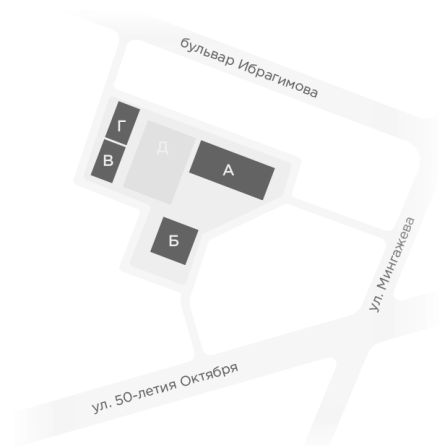 бульвар Ибрагимова
Г
Д
В
А
Б
ул. Мингажева
ул. 50-летия Октября